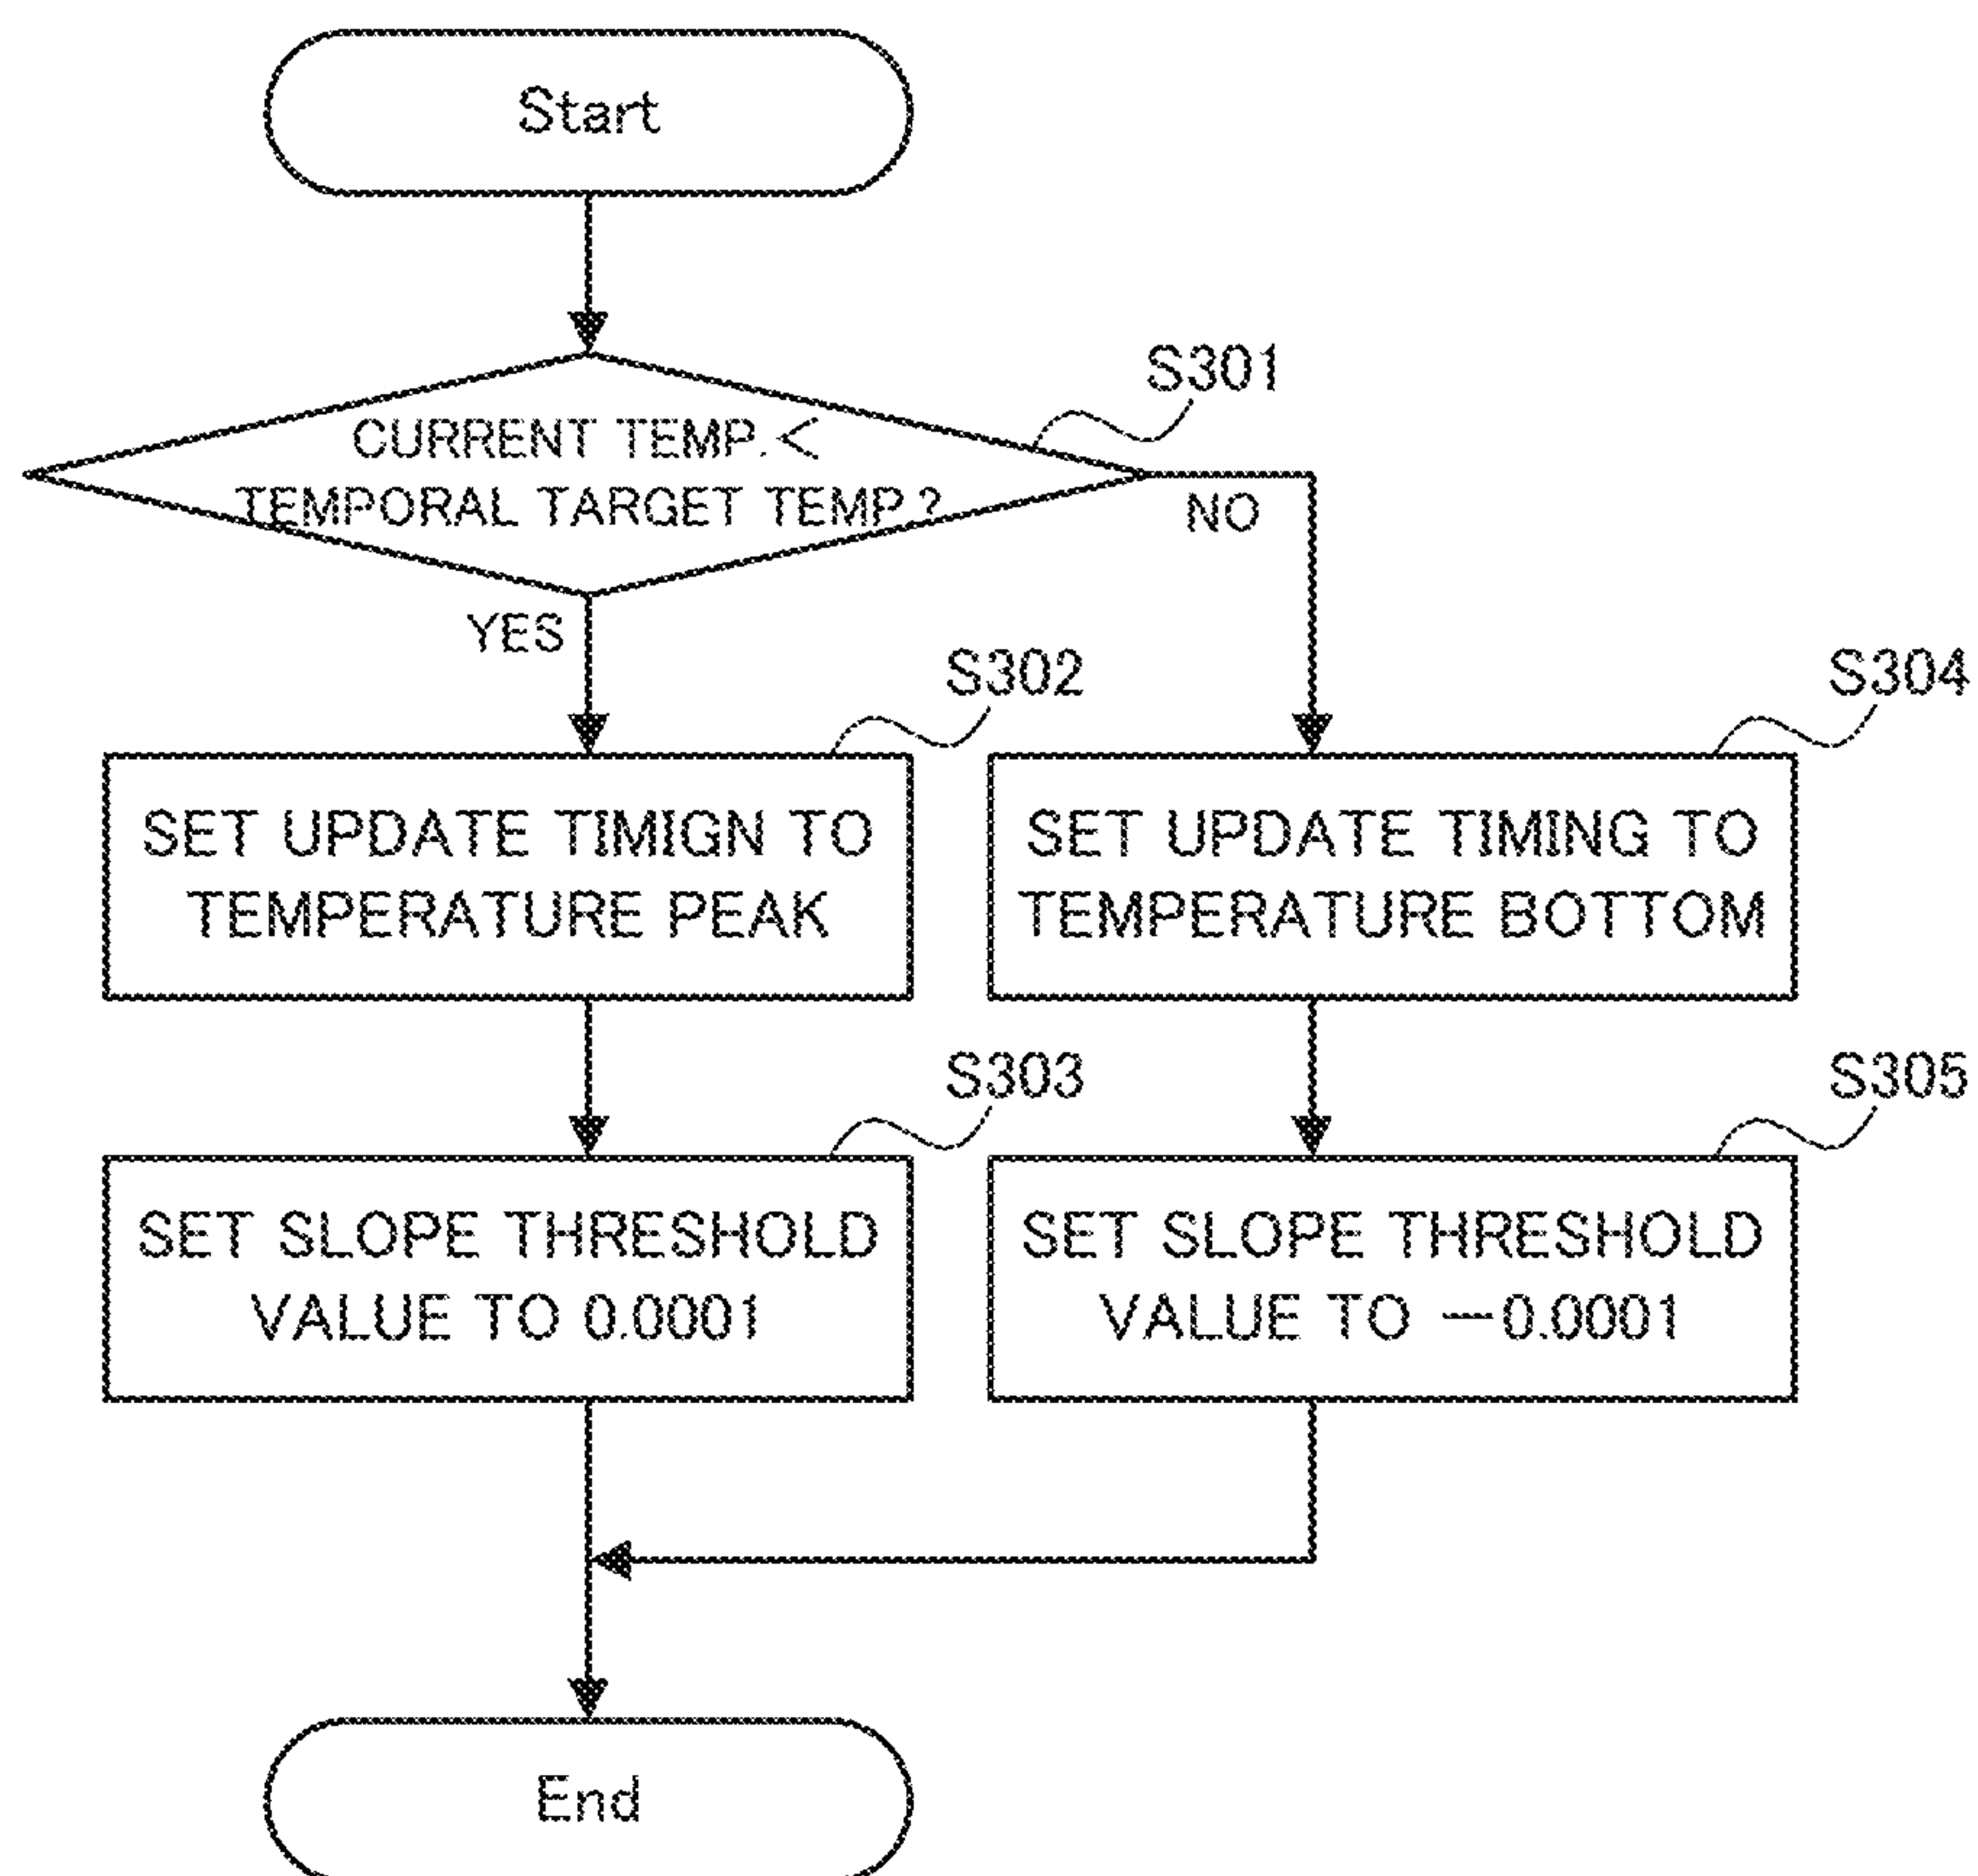 Start
S301
CURRENT TEMP.<
TEMPORAL TARGET TEMP.?
NO
YES
S302
S304
SET UPDATE TIMIGN TO
TEMPERATURE PEAK
SET UPDATE TIMING TO
TEMPERATURE BOTTOM
S303
S305
SET SLOPE THRESHOLD
VALUE TO 0.0001
SET SLOPE THRESHOLD
VALUE TO —0.0001
End